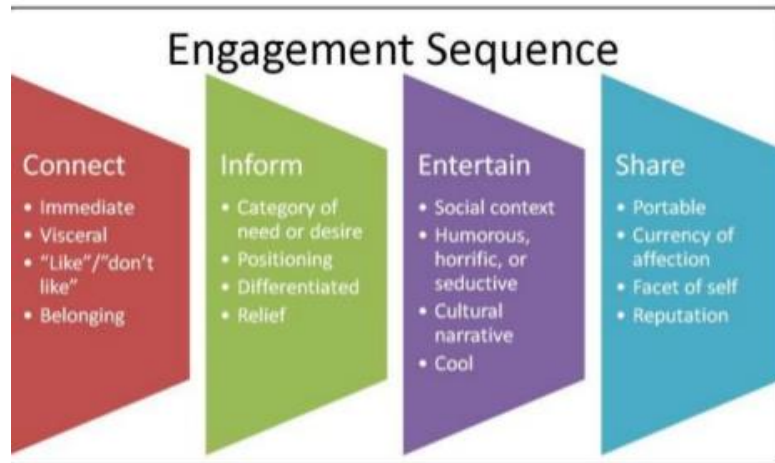 Engagement Sequence
Connect
• Immediate
• Visceral
• "Like"/"don't
like"
• Belonging
Inform
• Category of
need or desire
• Positioning
• Differentiated
• Relief
Entertain
• Social context
• Humorous,
horrific, or
seductive
• Cultural
narrative
• Cool
Share
• Portable
• Currency of
affection
• Facet of self
• Reputation